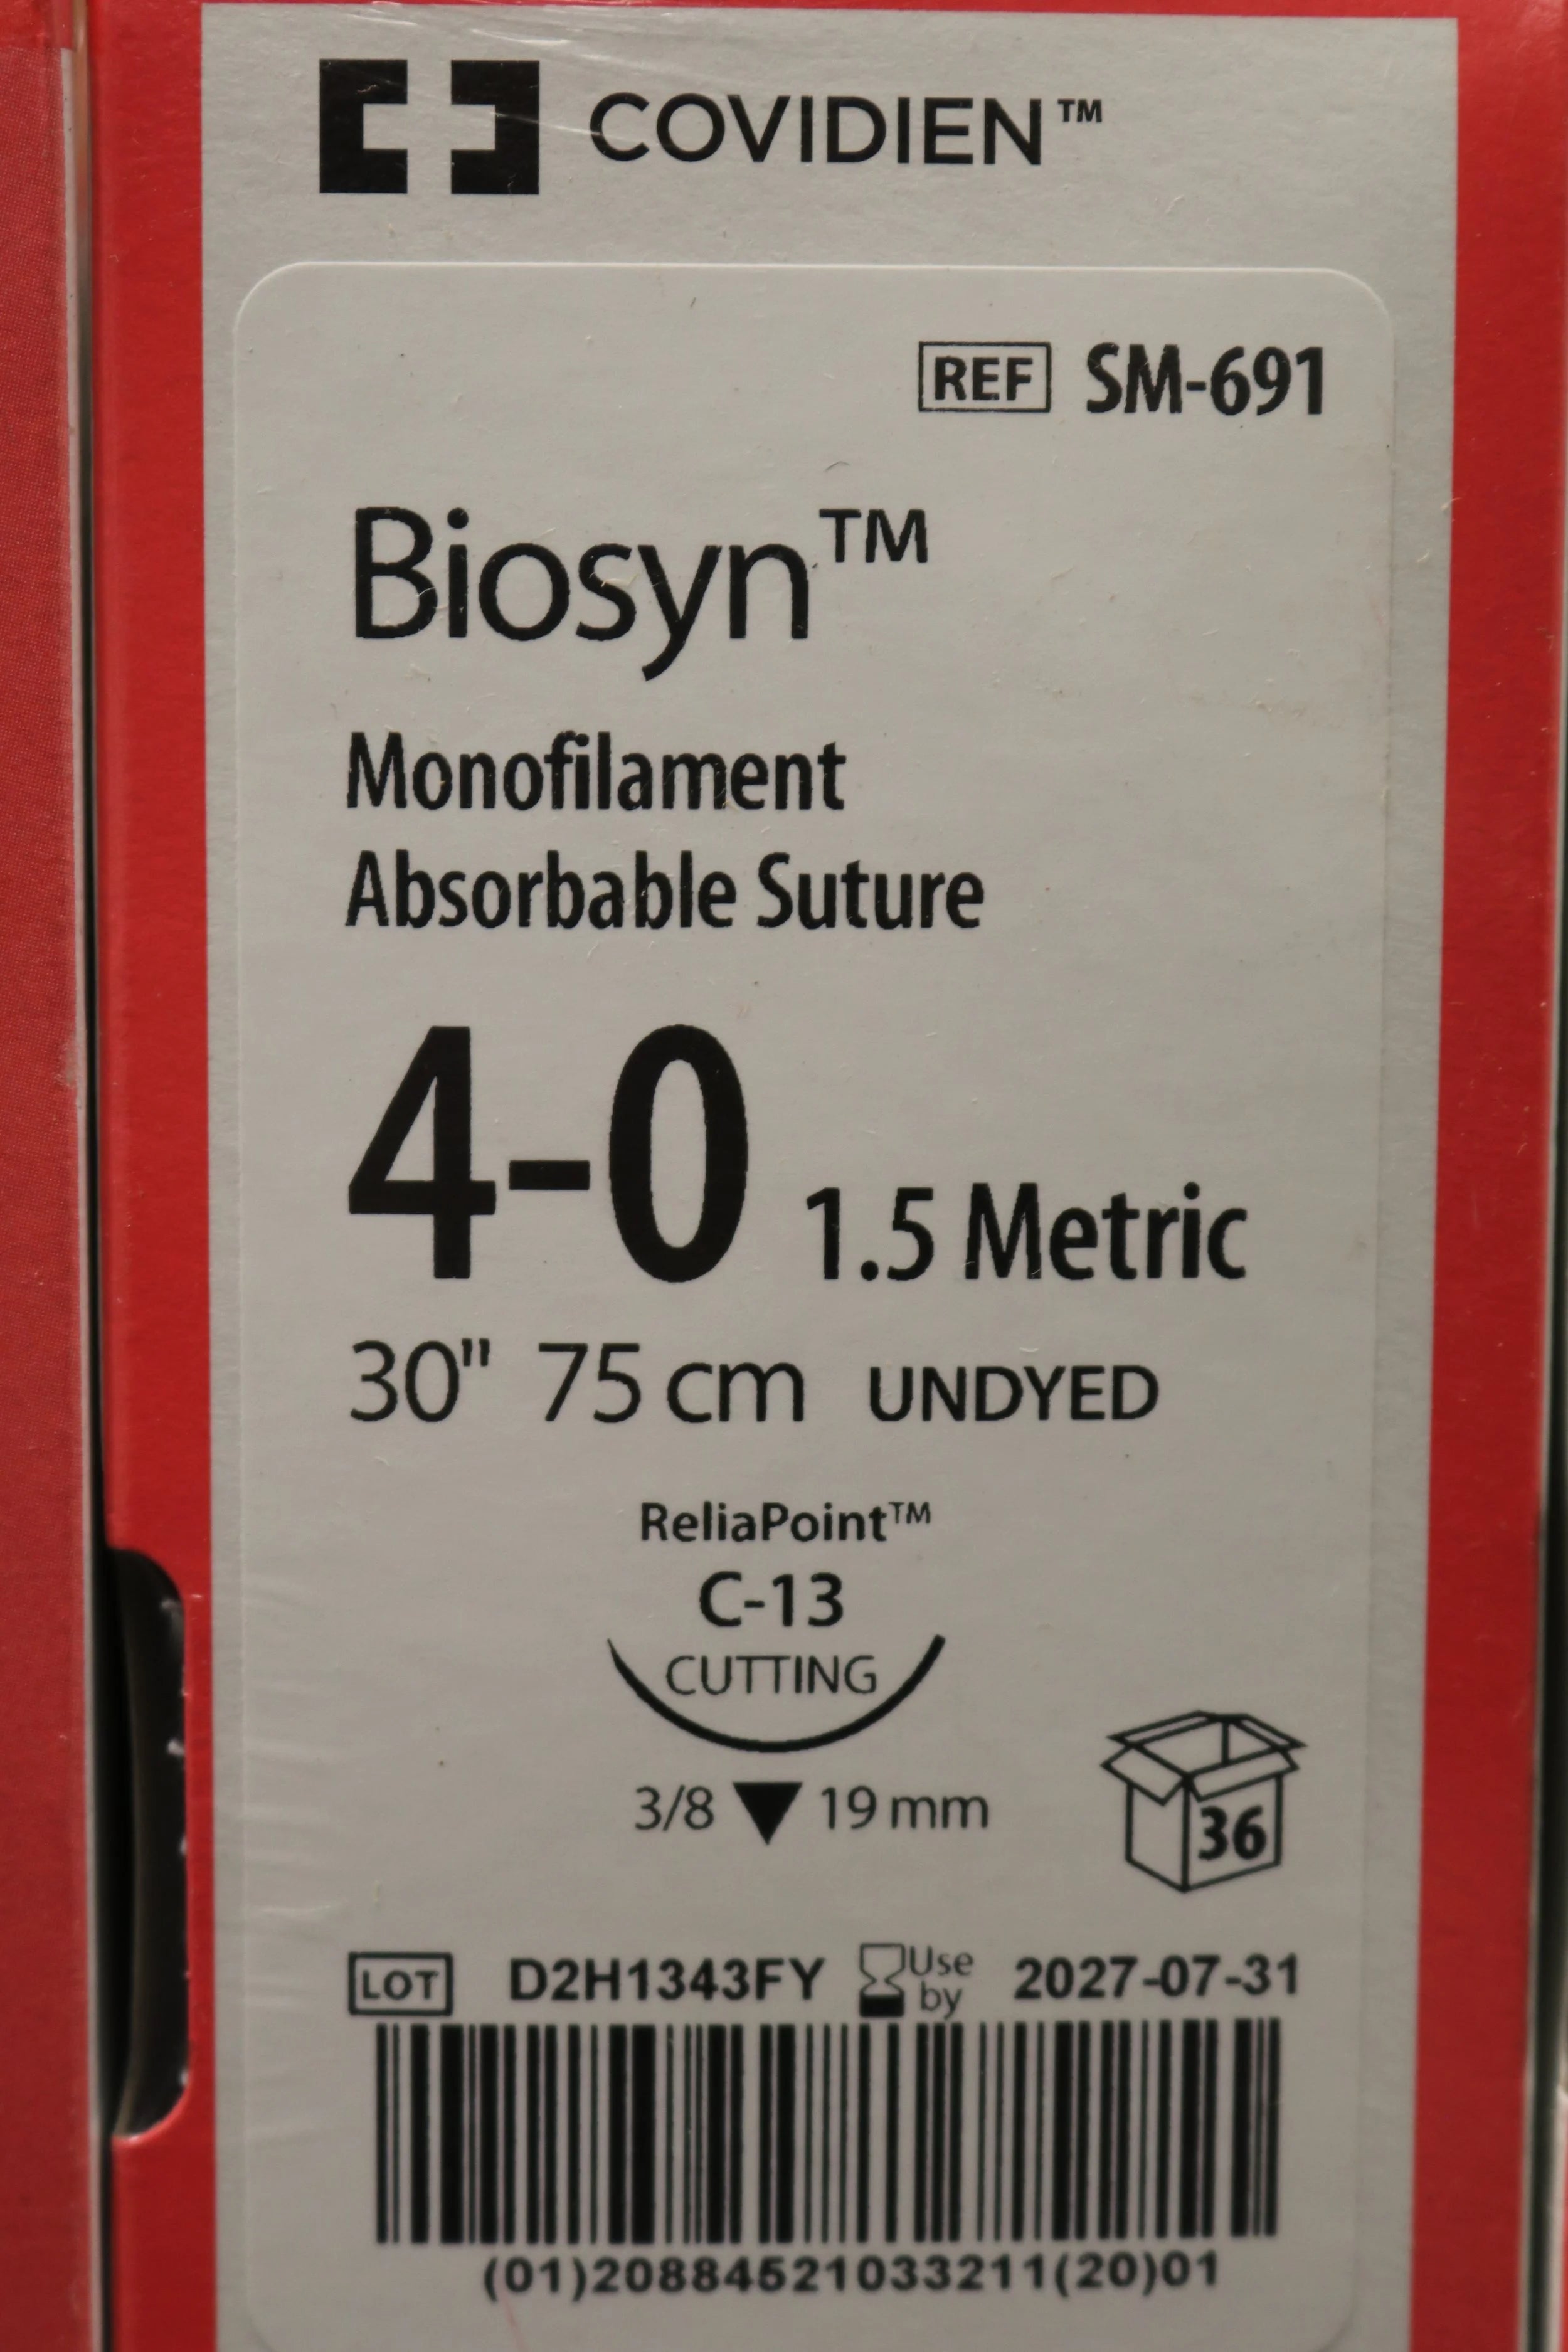 COVIDIEN™
REF SM-691
Biosyn™
Monofilament
Absorbable Suture
4-0 1.5 Metric
30" 75 cm UNDYED
ReliaPoint™
C-13
CUTTING
3/8 19 mm
36
LOT D2H1343FY Use by 2027-07-31
(01)20884521033211(20)01